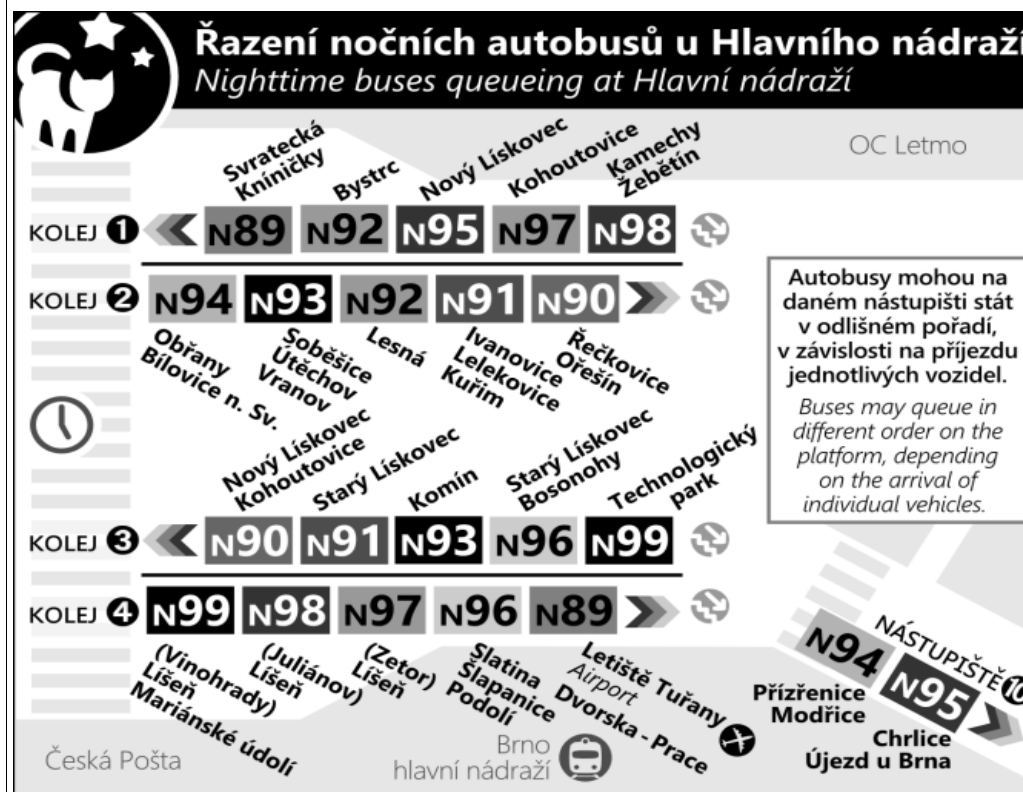 Řazení nočních autobusů u Hlavního nádraží
Nighttime buses queueing at Hlavní nádraží
OC Letmo
Svratecká
Kníničky
Bystrc
Nový Lískovec
Kohoutovice
Kamechy
Žebětín
KOLEJ 1 N89 N92 N95 N97 N98
KOLEJ 2 N94 N93 N92 N91 N90
Obřany
Bílovice n. Sv.
Soběšice
Útěchov
Vranov
Lesná
Ivanovice
Lelekovice
Kuřim
Řečkovice
Ořešín
Autobusy mohou na
daném nástupišti stát
v odlišném pořadí,
v závislosti na příjezdu
jednotlivých vozidel.
Buses may queue in
different order on the
platform, depending
on the arrival of
individual vehicles.
Nový Lískovec
Kohoutovice
Starý Lískovec
Komín
Starý Lískovec
Bosonohy
Technologický
park
KOLEJ 3 N90 N91 N93 N96 N99
KOLEJ 4 N99 N98 N97 N96 N89
(Vinohrady)
Líšeň
Mariánské údolí
(Juliánov)
Líšeň
(Zetor)
Líšeň
Slatina
Šlapanice
Podolí
Letiště Tuřany
Airport
Dvorska - Prace
NÁSTUPIŠTĚ 10
N94 N95
Přízřenice
Modřice
Chrlice
Újezd u Brna
Česká Pošta
Brno
hlavní nádraží